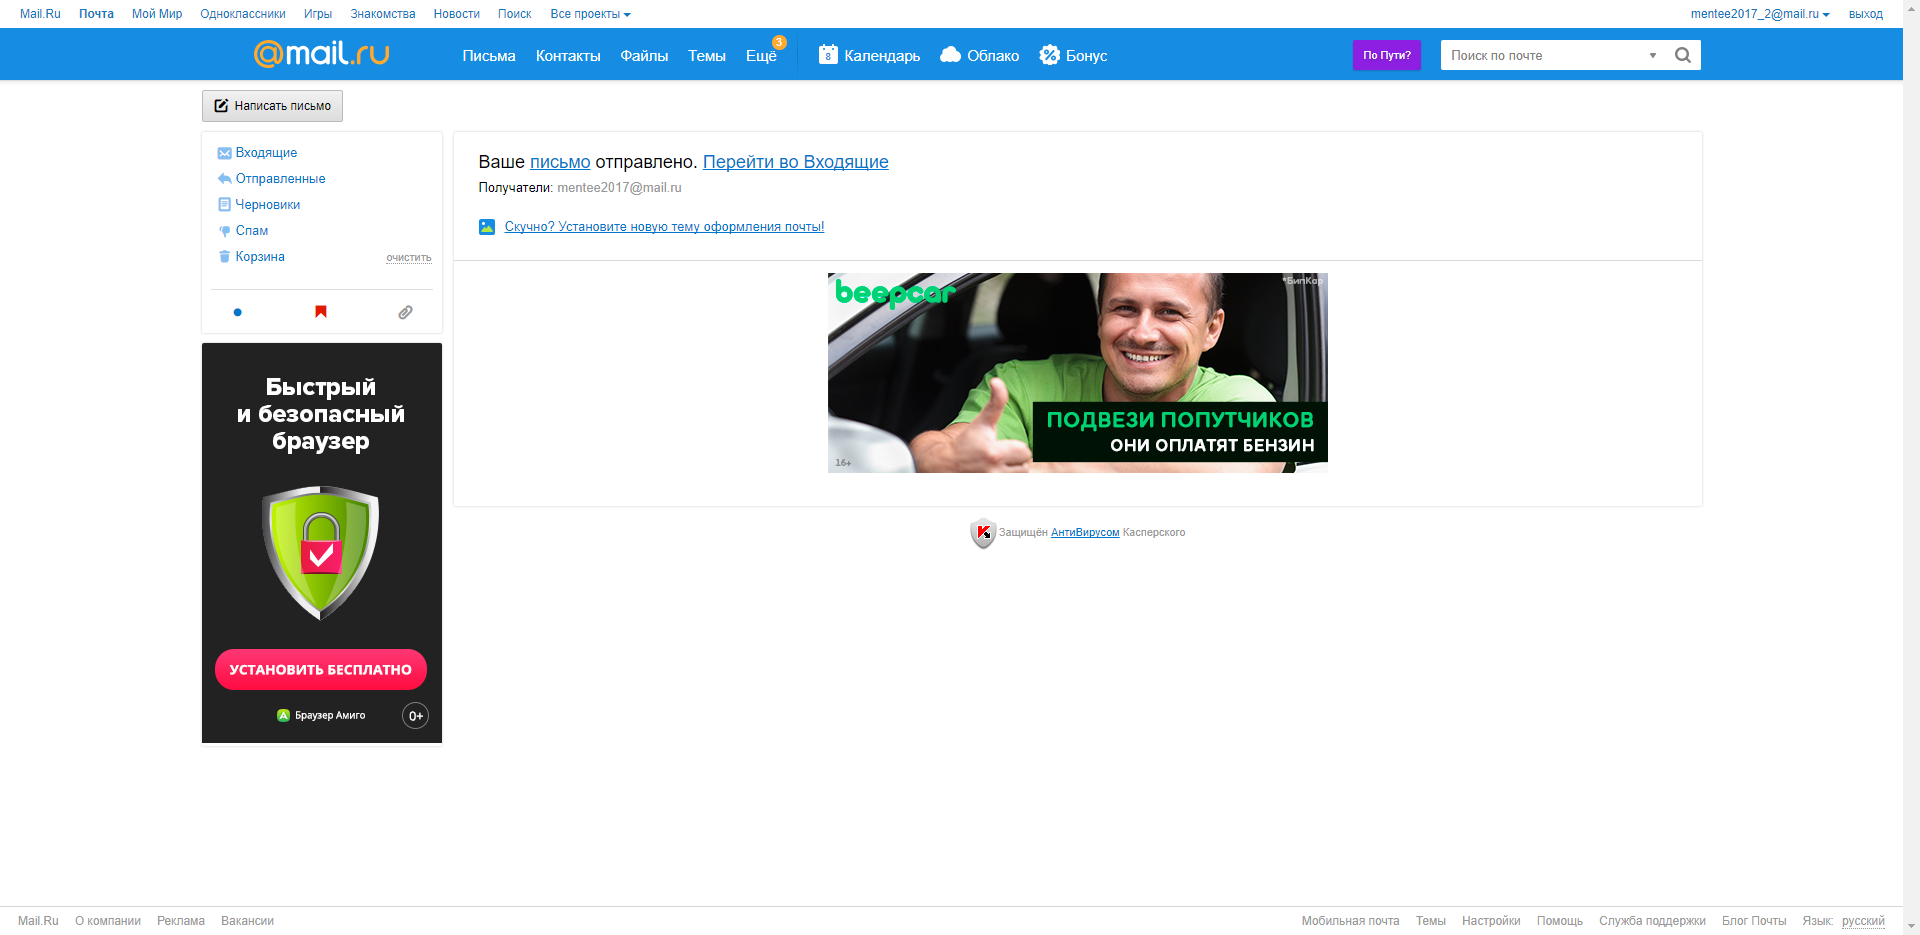 Mail.Ru Почта Мой Мир Одноклассники Игры Знакомства Новости Поиск Все проекты mentee2017_2@mail.ru выход
@mail.ru Письма Контакты Файлы Темы Ещё 3 8 Календарь Облако Бонус По Пути? Поиск по почте
Написать письмо
Входящие
Отправленные
Черновики
Спам
Корзина очистить
Ваше письмо отправлено. Перейти во Входящие
Получатели: mentee2017@mail.ru
Скучно? Установите новую тему оформления почты!
beepcar *БипКар
ПОДВЕЗИ ПОПУТЧИКОВ
ОНИ ОПЛАТЯТ БЕНЗИН
16+
Защищён АнтиВирусом Касперского
Быстрый
и безопасный
браузер
УСТАНОВИТЬ БЕСПЛАТНО
Браузер Амиго 0+
Mail.Ru О компании Реклама Вакансии Мобильная почта Темы Настройки Помощь Служба поддержки Блог Почты Язык: русский